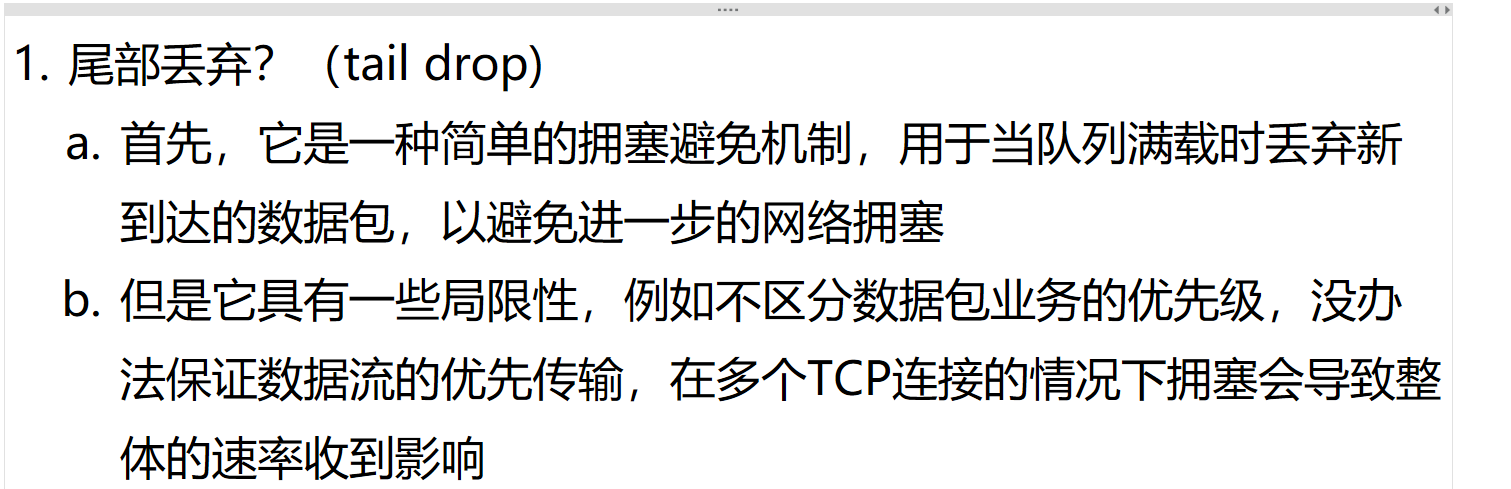 1. 尾部丢弃？（tail drop)
a. 首先，它是一种简单的拥塞避免机制，用于当队列满载时丢弃新
到达的数据包，以避免进一步的网络拥塞
b. 但是它具有一些局限性，例如不区分数据包业务的优先级，没办
法保证数据流的优先传输，在多个TCP连接的情况下拥塞会导致整
体的速率收到影响